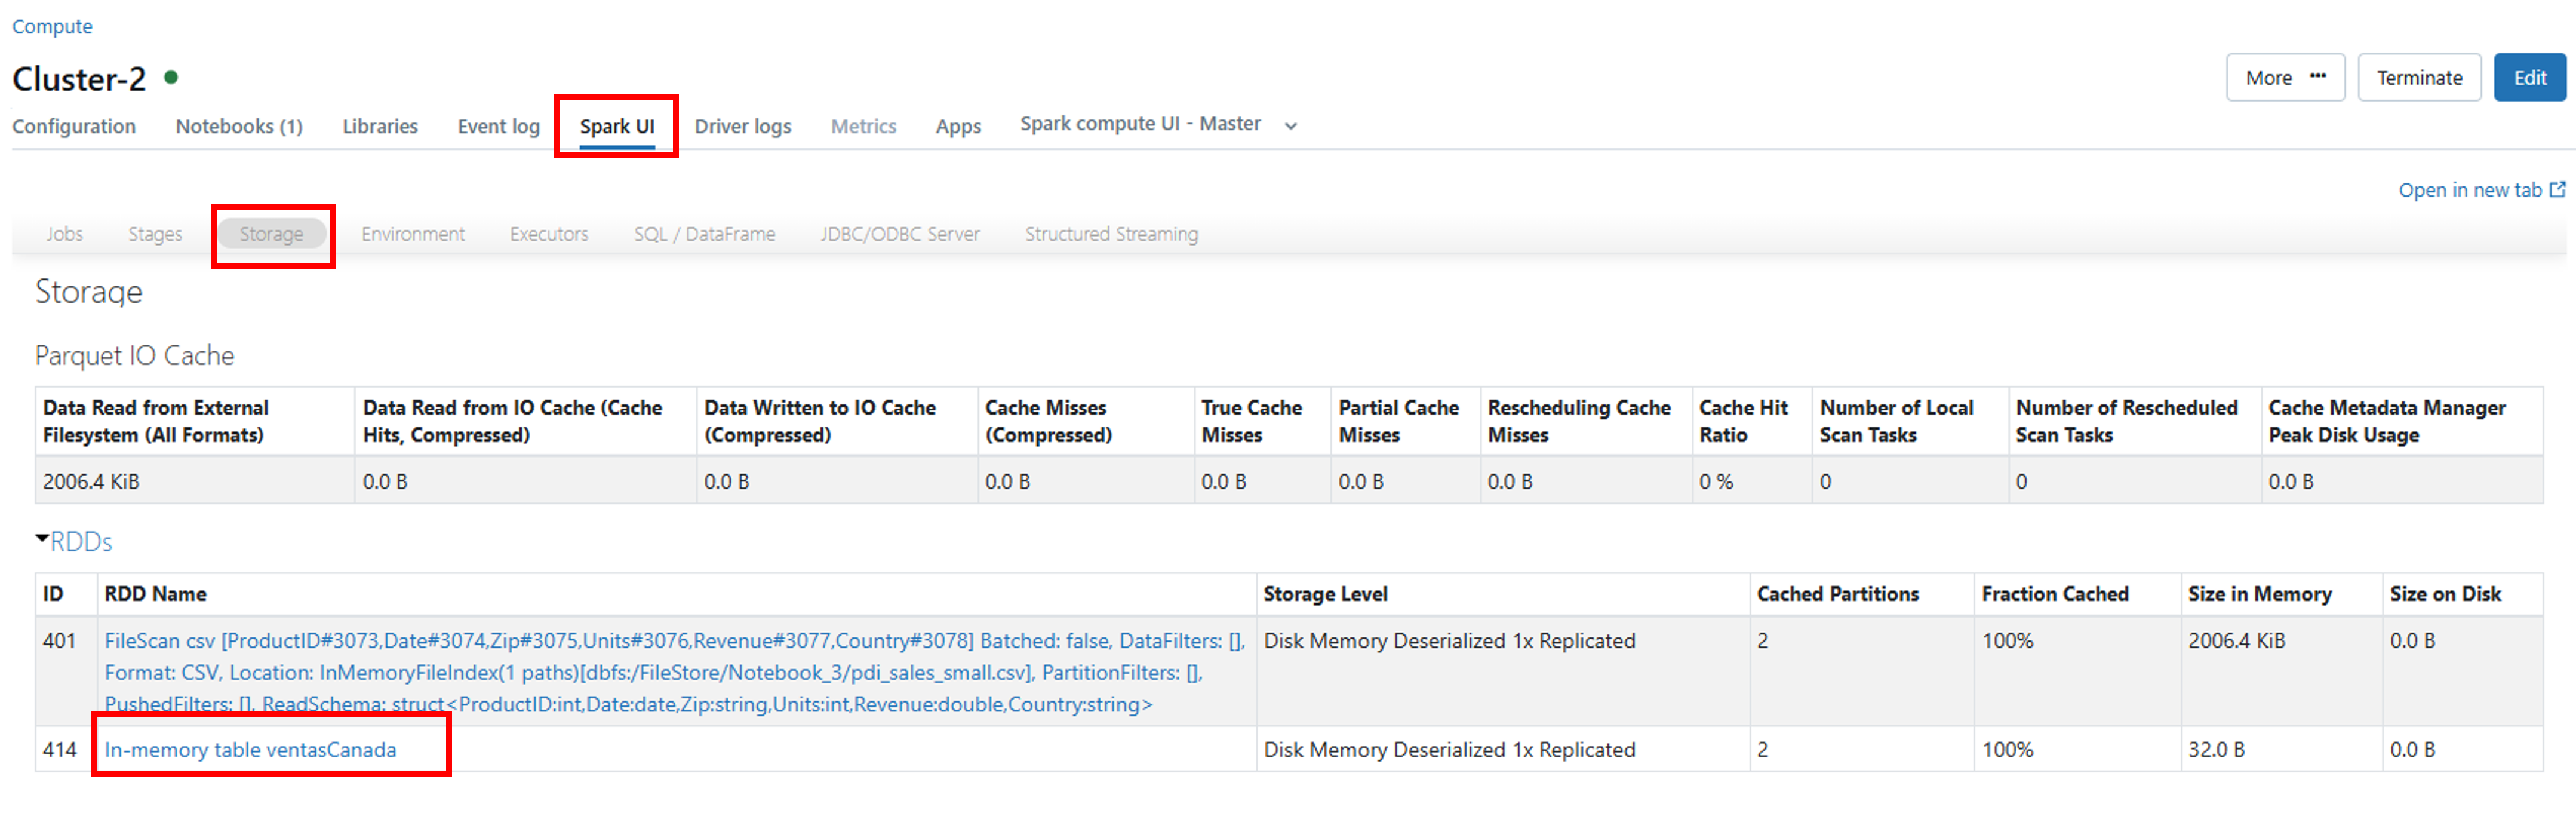 Compute
Cluster-2
More ···
Terminate
Edit
Configuration
Notebooks (1)
Libraries
Event log
Spark UI
Driver logs
Metrics
Apps
Spark compute UI - Master
Open in new tab
Jobs
Stages
Storage
Environment
Executors
SQL / DataFrame
JDBC/ODBC Server
Structured Streaming
Storage
Parquet IO Cache
Data Read from External
Filesystem (All Formats)
Data Read from IO Cache (Cache
Hits, Compressed)
Data Written to IO Cache
(Compressed)
Cache Misses
(Compressed)
True Cache
Misses
Partial Cache
Misses
Rescheduling Cache
Misses
Cache Hit
Ratio
Number of Local
Scan Tasks
Number of Rescheduled
Scan Tasks
Cache Metadata Manager
Peak Disk Usage
2006.4 KiB
0.0 B
0.0 B
0.0 B
0.0 B
0.0 B
0.0 B
0 %
0
0
0.0 B
RDDs
ID
RDD Name
Storage Level
Cached Partitions
Fraction Cached
Size in Memory
Size on Disk
401
FileScan csv [ProductID#3073,Date#3074,Zip#3075,Units#3076,Revenue#3077,Country#3078] Batched: false, DataFilters: [],
Format: CSV, Location: InMemoryFileIndex(1 paths)[dbfs:/FileStore/Notebook_3/pdi_sales_small.csv], PartitionFilters: [],
PushedFilters: [], ReadSchema: struct<ProductID:int,Date:date,Zip:string,Units:int,Revenue:double,Country:string>
Disk Memory Deserialized 1x Replicated
2
100%
2006.4 KiB
0.0 B
414
In-memory table ventasCanada
Disk Memory Deserialized 1x Replicated
2
100%
32.0 B
0.0 B